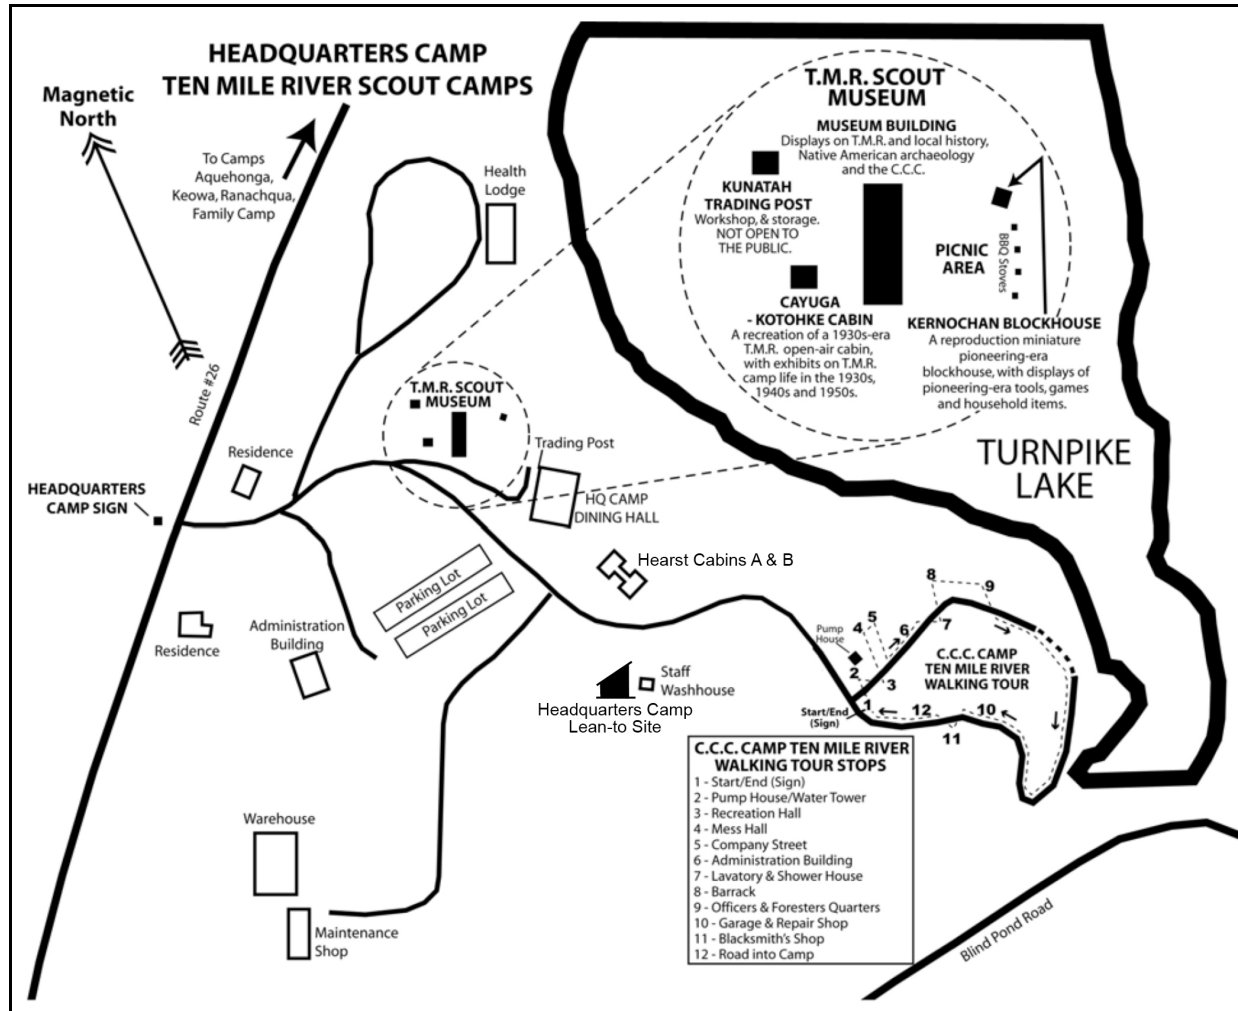 HEADQUARTERS CAMP
TEN MILE RIVER SCOUT CAMPS
Magnetic
North
To Camps
Aquehonga,
Keowa, Ranachqua,
Family Camp
Route #26
Health
Lodge
T.M.R. SCOUT
MUSEUM
MUSEUM BUILDING
Displays on T.M.R. and local history,
Native American archaeology
and the C.C.C.
KUNATAH
TRADING POST
Workshop, & storage.
NOT OPEN TO
THE PUBLIC.
PICNIC
AREA
BBQ Stoves
CAYUGA
- KOTOHKE CABIN
A recreation of a 1930s-era
T.M.R. open-air cabin,
with exhibits on T.M.R.
camp life in the 1930s,
1940s and 1950s.
KERNOCHAN BLOCKHOUSE
A reproduction miniature
pioneering-era
blockhouse, with displays of
pioneering-era tools, games
and household items.
TURNPIKE
LAKE
T.M.R. SCOUT
MUSEUM
Trading Post
HQ CAMP
DINING HALL
Residence
HEADQUARTERS
CAMP SIGN
Parking Lot
Parking Lot
Hearst Cabins A & B
Residence
Administration
Building
Staff
Washhouse
Headquarters Camp
Lean-to Site
Pump
House
8
9
5
4
6
7
2
3
1
12
10
11
C.C.C. CAMP
TEN MILE RIVER
WALKING TOUR
Start/End
(Sign)
C.C.C. CAMP TEN MILE RIVER
WALKING TOUR STOPS
1 - Start/End (Sign)
2 - Pump House/Water Tower
3 - Recreation Hall
4 - Mess Hall
5 - Company Street
6 - Administration Building
7 - Lavatory & Shower House
8 - Barrack
9 - Officers & Foresters Quarters
10 - Garage & Repair Shop
11 - Blacksmith's Shop
12 - Road into Camp
Warehouse
Maintenance
Shop
Blind Pond Road